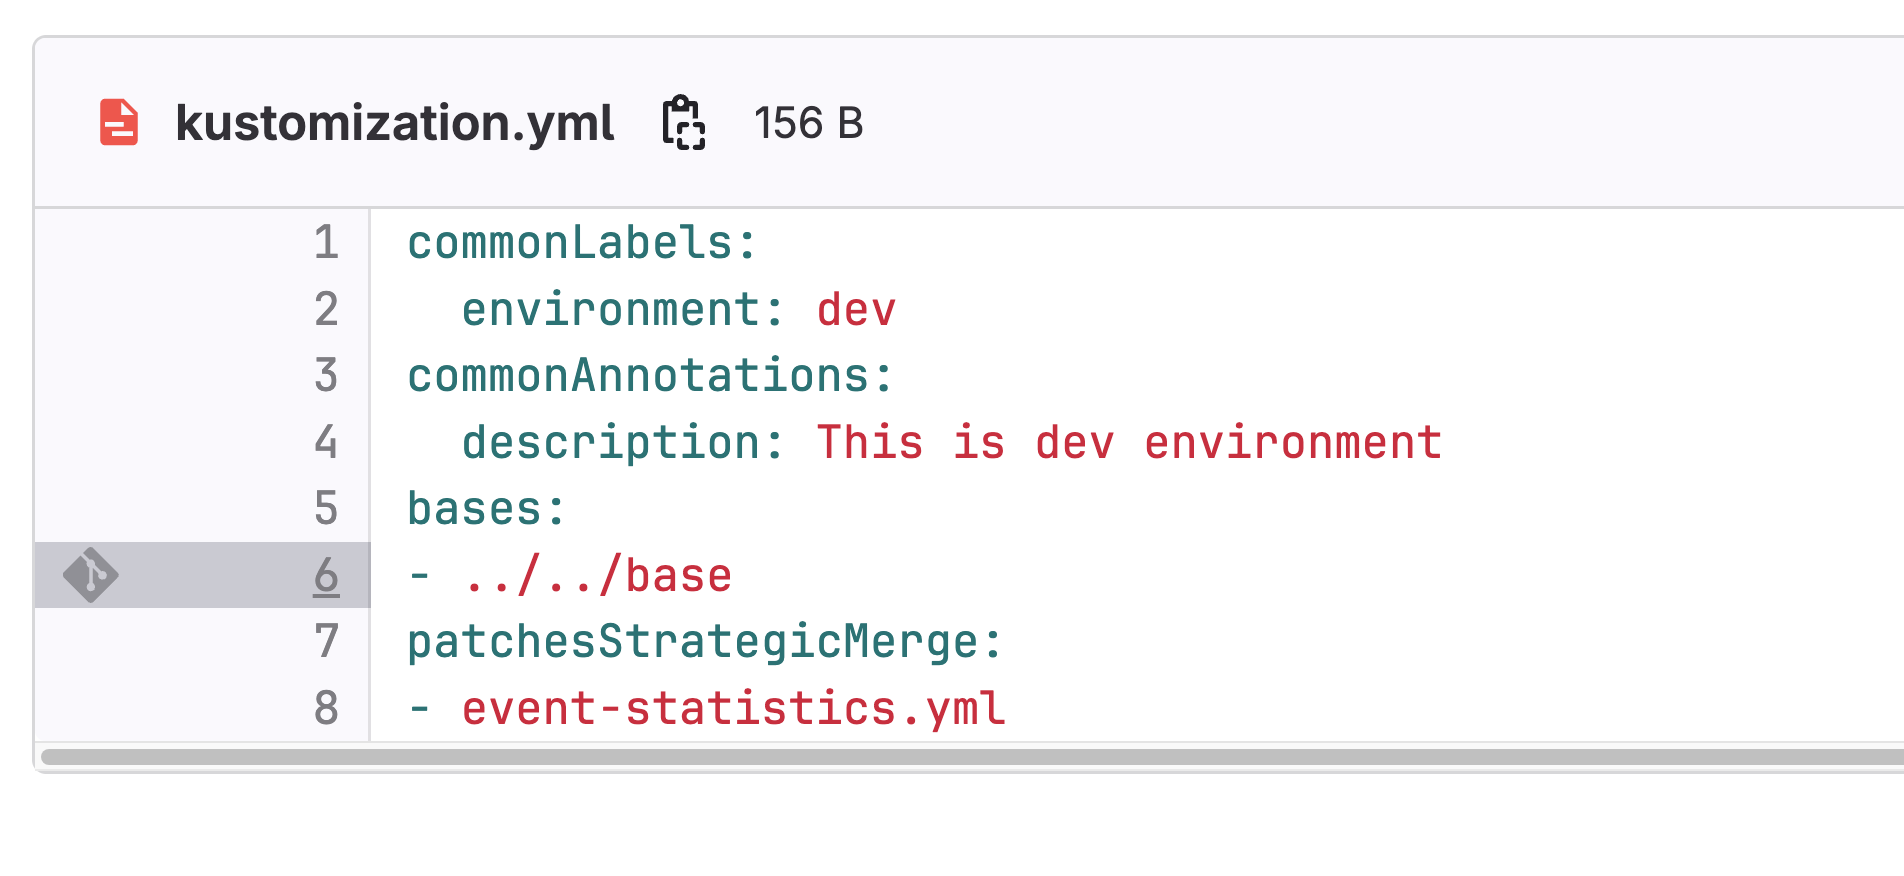 kustomization.yml 156 B
1 commonLabels:
2   environment: dev
3 commonAnnotations:
4   description: This is dev environment
5 bases:
6 - ../../base
7 patchesStrategicMerge:
8 - event-statistics.yml